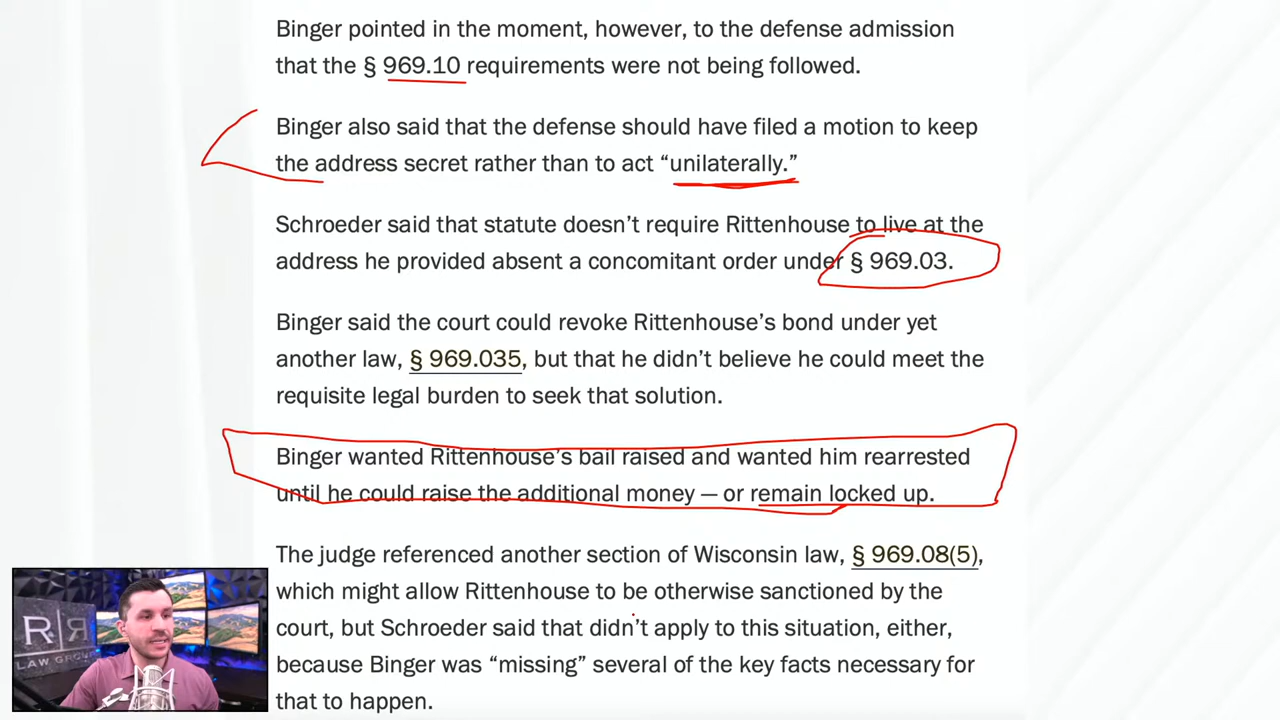 Binger pointed in the moment, however, to the defense admission
that the § 969.10 requirements were not being followed.
Binger also said that the defense should have filed a motion to keep
the address secret rather than to act “unilaterally.”
Schroeder said that statute doesn’t require Rittenhouse to live at the
address he provided absent a concomitant order under § 969.03.
Binger said the court could revoke Rittenhouse’s bond under yet
another law, § 969.035, but that he didn’t believe he could meet the
requisite legal burden to seek that solution.
Binger wanted Rittenhouse’s bail raised and wanted him rearrested
until he could raise the additional money — or remain locked up.
The judge referenced another section of Wisconsin law, § 969.08(5),
which might allow Rittenhouse to be otherwise sanctioned by the
court, but Schroeder said that didn’t apply to this situation, either,
because Binger was “missing” several of the key facts necessary for
that to happen.
R|R
LAW GROUP